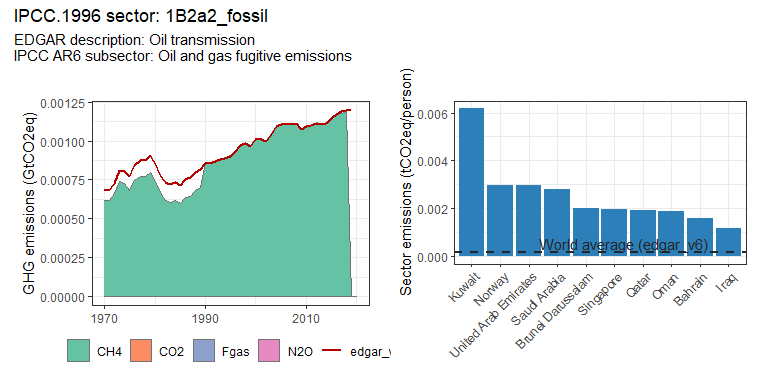 IPCC.1996 sector: 1B2a2_fossil
EDGAR description: Oil transmission
IPCC AR6 subsector: Oil and gas fugitive emissions
GHG emissions (GtCO2eq)
0.00125
0.00100
0.00075
0.00050
0.00025
0.00000
1970
1990
2010
CH4
CO2
Fgas
N2O
edgar_v
Sector emissions (tCO2eq/person)
0.006
0.004
0.002
0.000
World average (edgar_v6)
Kuwait
Norway
United Arab Emirates
Saudi Arabia
Brunei Darussalam
Singapore
Qatar
Oman
Bahrain
Iraq